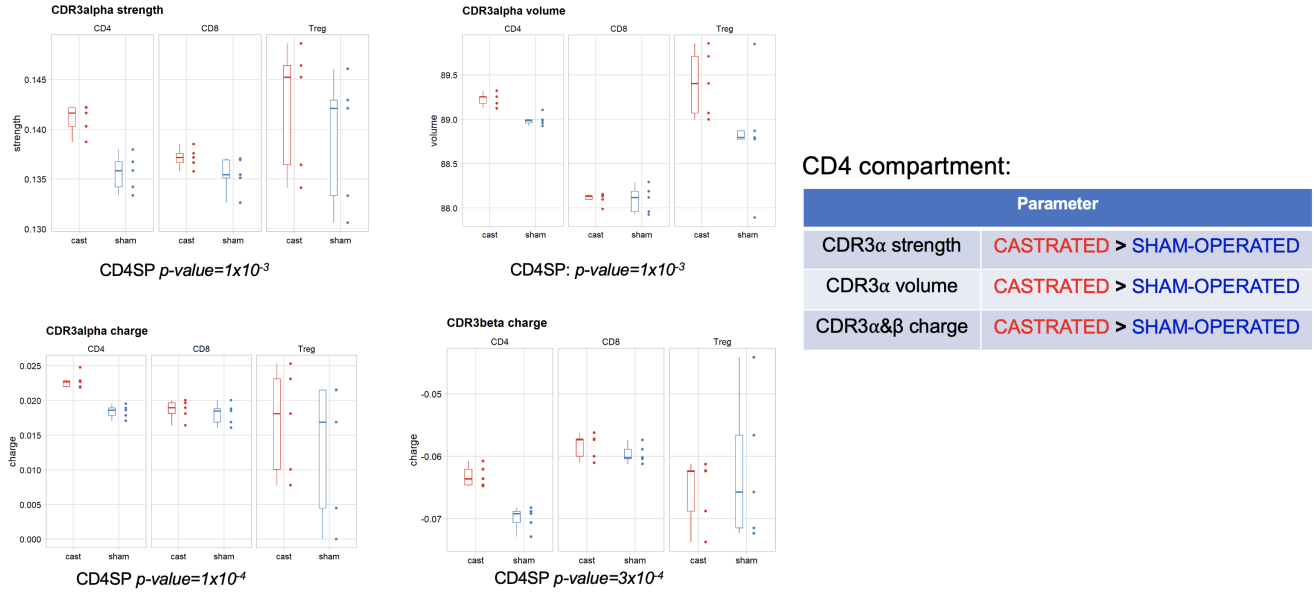 CDR3alpha strength
CD4 CD8 Treg
0.145
0.140
0.135
0.130
strength
cast sham cast sham cast sham
CD4SP p-value=1x10⁻³
CDR3alpha volume
CD4 CD8 Treg
89.5
89.0
88.5
88.0
volume
cast sham cast sham cast sham
CD4SP: p-value=1x10⁻³
CDR3alpha charge
CD4 CD8 Treg
0.025
0.020
0.015
0.010
0.005
0.000
charge
cast sham cast sham cast sham
CD4SP p-value=1x10⁻⁴
CDR3beta charge
CD4 CD8 Treg
-0.05
-0.06
-0.07
charge
cast sham cast sham cast sham
CD4SP p-value=3x10⁻⁴
CD4 compartment:
Parameter
CDR3α strength CASTRATED > SHAM-OPERATED
CDR3α volume CASTRATED > SHAM-OPERATED
CDR3α&β charge CASTRATED > SHAM-OPERATED